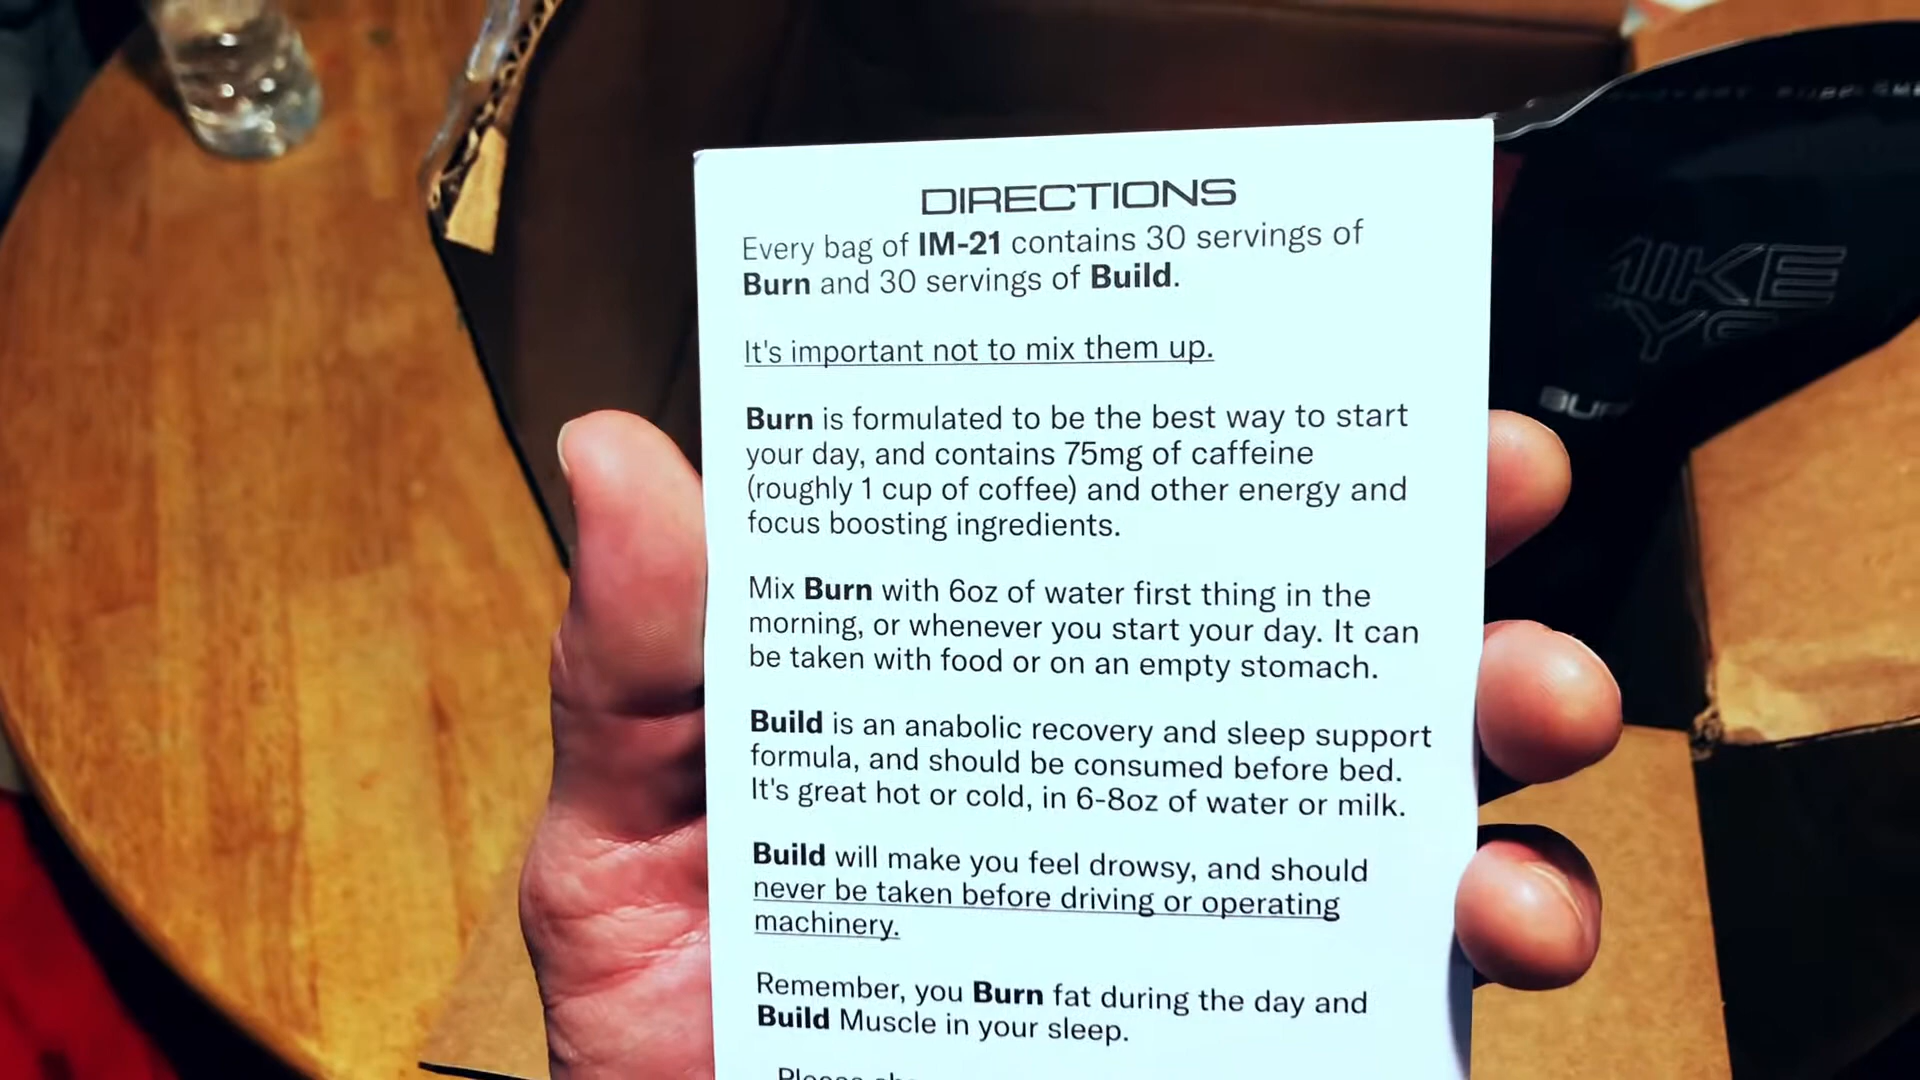 DIRECTIONS
Every bag of IM-21 contains 30 servings of
Burn and 30 servings of Build.
It's important not to mix them up.
Burn is formulated to be the best way to start
your day, and contains 75mg of caffeine
(roughly 1 cup of coffee) and other energy and
focus boosting ingredients.
Mix Burn with 6oz of water first thing in the
morning, or whenever you start your day. It can
be taken with food or on an empty stomach.
Build is an anabolic recovery and sleep support
formula, and should be consumed before bed.
It's great hot or cold, in 6-8oz of water or milk.
Build will make you feel drowsy, and should
never be taken before driving or operating
machinery.
Remember, you Burn fat during the day and
Build Muscle in your sleep.
MIKE